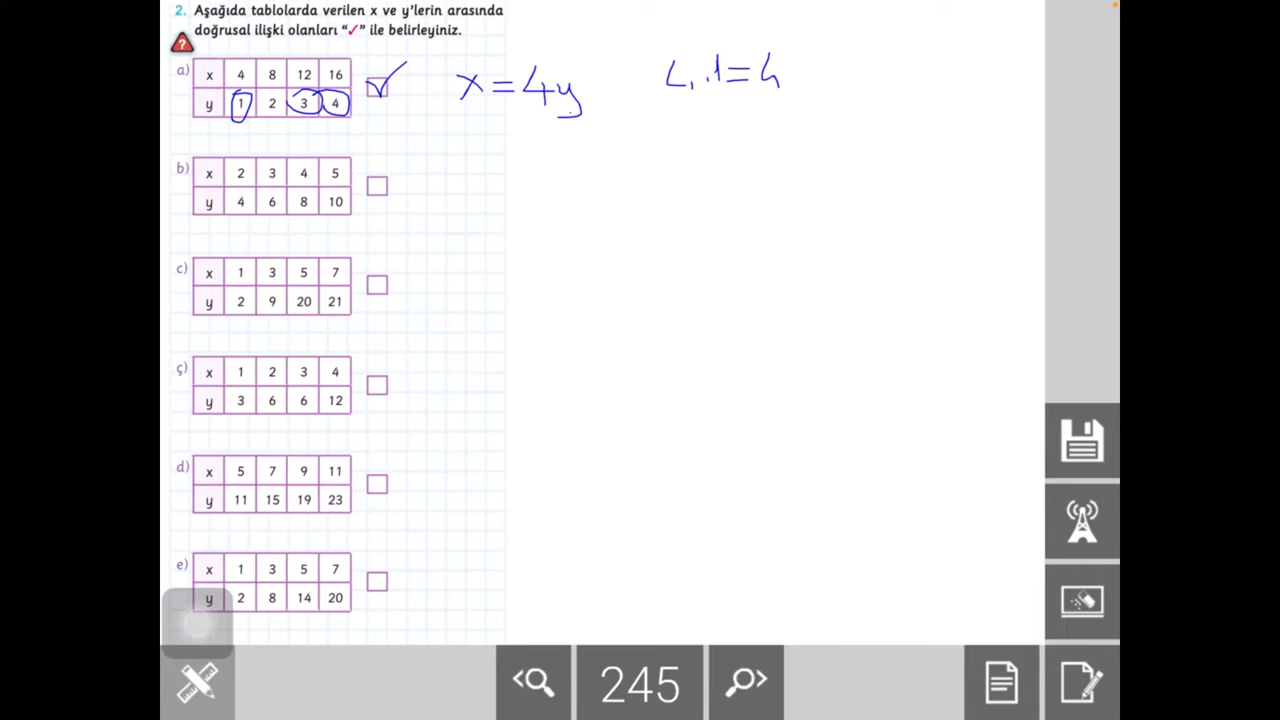 2. Aşağıda tablolarda verilen x ve y'lerin arasında
doğrusal ilişki olanları “✓” ile belirleyiniz.
?
a) x 4 8 12 16 ✓ x = 4y
y 1 2 3 4
b) x 2 3 4 5
y 4 6 8 10
c) x 1 3 5 7
y 2 9 20 21
ç) x 1 2 3 4
y 3 6 6 12
d) x 5 7 9 11
y 11 15 19 23
e) x 1 3 5 7
y 2 8 14 20
< 245 >